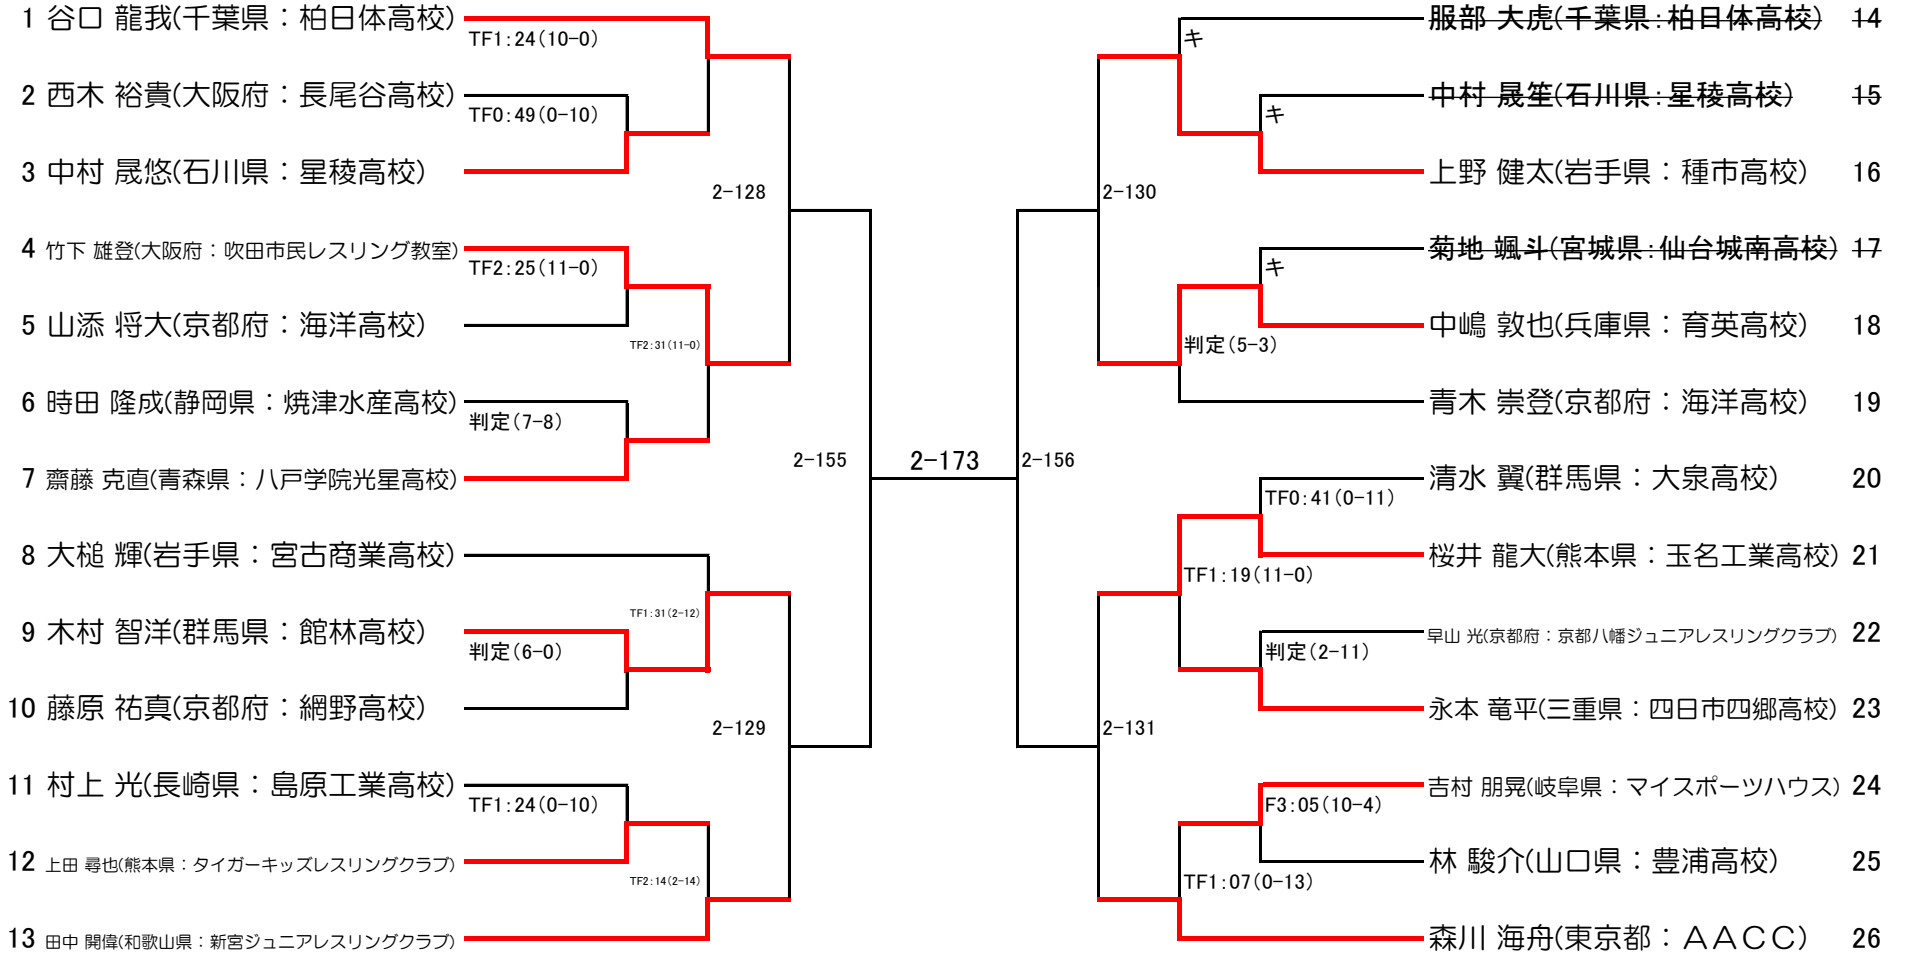 1 谷口 龍我(千葉県：柏日体高校)
TF1:24(10-0)
2 西木 裕貴(大阪府：長尾谷高校)
TF0:49(0-10)
3 中村 晟悠(石川県：星稜高校)
2-128
4 竹下 雄登(大阪府：吹田市民レスリング教室)
TF2:25(11-0)
5 山添 将大(京都府：海洋高校)
TF2:31(11-0)
6 時田 隆成(静岡県：焼津水産高校)
判定(7-8)
7 齋藤 克直(青森県：八戸学院光星高校)
2-155
8 大槌 輝(岩手県：宮古商業高校)
TF1:31(2-12)
9 木村 智洋(群馬県：館林高校)
判定(6-0)
10 藤原 祐真(京都府：網野高校)
2-129
11 村上 光(長崎県：島原工業高校)
TF1:24(0-10)
12 上田 尋也(熊本県：タイガーキッズレスリングクラブ)
TF2:14(2-14)
13 田中 開偉(和歌山県：新宮ジュニアレスリングクラブ)
2-173
服部 大虎(千葉県：柏日体高校) 14
キ
中村 晟笙(石川県：星稜高校) 15
キ
上野 健太(岩手県：種市高校) 16
2-130
菊地 颯斗(宮城県：仙台城南高校) 17
キ
中嶋 敦也(兵庫県：育英高校) 18
判定(5-3)
青木 崇登(京都府：海洋高校) 19
2-156
清水 翼(群馬県：大泉高校) 20
TF0:41(0-11)
桜井 龍大(熊本県：玉名工業高校) 21
TF1:19(11-0)
早山 光(京都府：京都八幡ジュニアレスリングクラブ) 22
判定(2-11)
永本 竜平(三重県：四日市四郷高校) 23
2-131
吉村 朋晃(岐阜県：マイスポーツハウス) 24
F3:05(10-4)
林 駿介(山口県：豊浦高校) 25
TF1:07(0-13)
森川 海舟(東京都：ＡＡＣＣ) 26